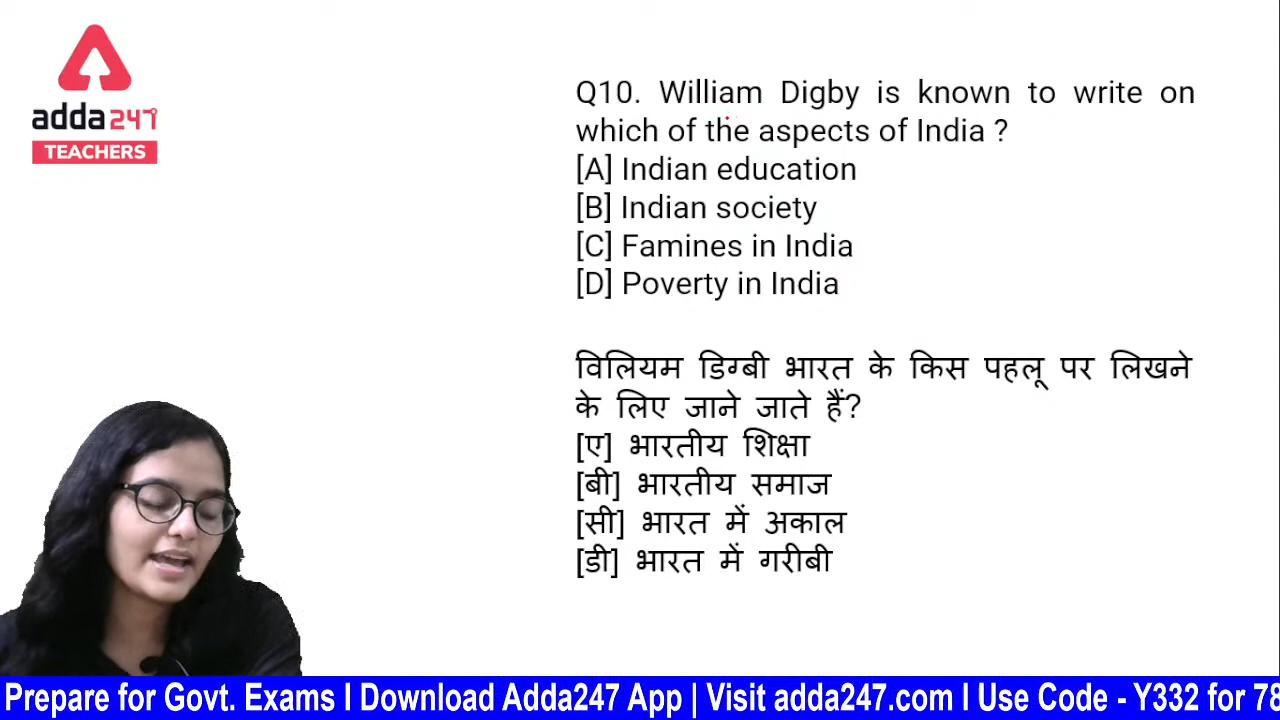 adda247
TEACHERS
Q10. William Digby is known to write on
which of the aspects of India ?
[A] Indian education
[B] Indian society
[C] Famines in India
[D] Poverty in India
विलियम डिग्बी भारत के किस पहलू पर लिखने
के लिए जाने जाते हैं?
[ए] भारतीय शिक्षा
[बी] भारतीय समाज
[सी] भारत में अकाल
[डी] भारत में गरीबी
Prepare for Govt. Exams I Download Adda247 App | Visit adda247.com I Use Code - Y332 for 78